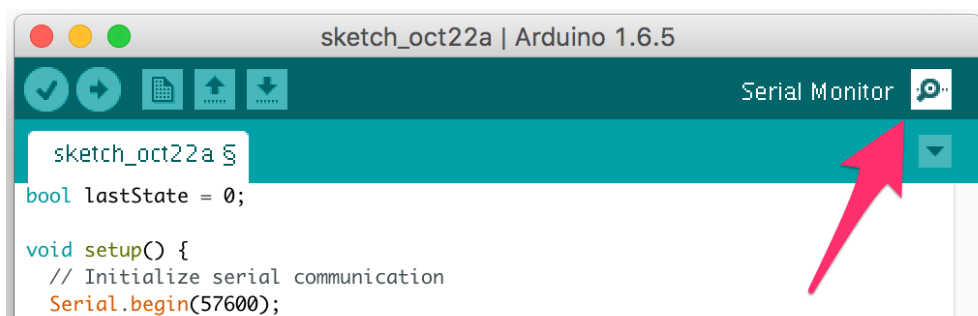 sketch_oct22a | Arduino 1.6.5
Serial Monitor
sketch_oct22a §
bool lastState = 0;
void setup() {
// Initialize serial communication
Serial.begin(57600);